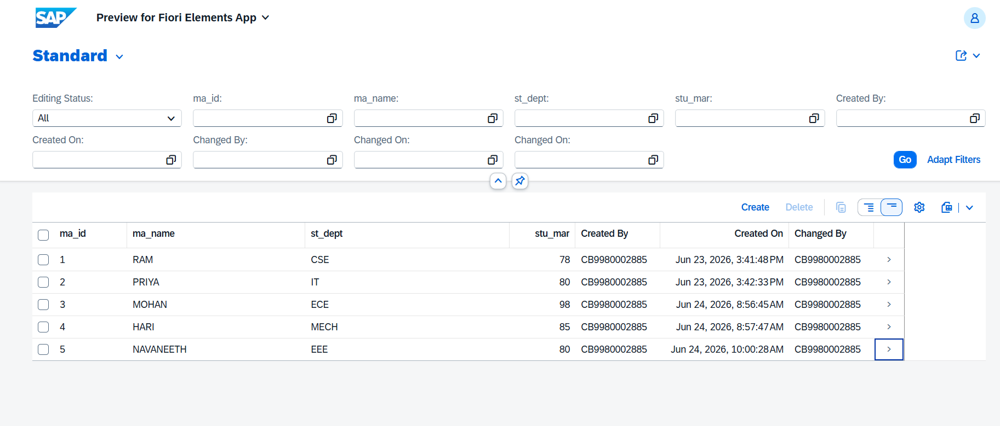 SAP Preview for Fiori Elements App
Standard
Editing Status: ma_id: ma_name: st_dept: stu_mar: Created By:
All
Created On: Changed By: Changed On: Changed On:
Go Adapt Filters
Create Delete
ma_id ma_name st_dept stu_mar Created By Created On Changed By
1 RAM CSE 78 CB9980002885 Jun 23, 2026, 3:41:48 PM CB9980002885
2 PRIYA IT 80 CB9980002885 Jun 23, 2026, 3:42:33 PM CB9980002885
3 MOHAN ECE 98 CB9980002885 Jun 24, 2026, 8:56:45 AM CB9980002885
4 HARI MECH 85 CB9980002885 Jun 24, 2026, 8:57:47 AM CB9980002885
5 NAVANEETH EEE 80 CB9980002885 Jun 24, 2026, 10:00:28 AM CB9980002885